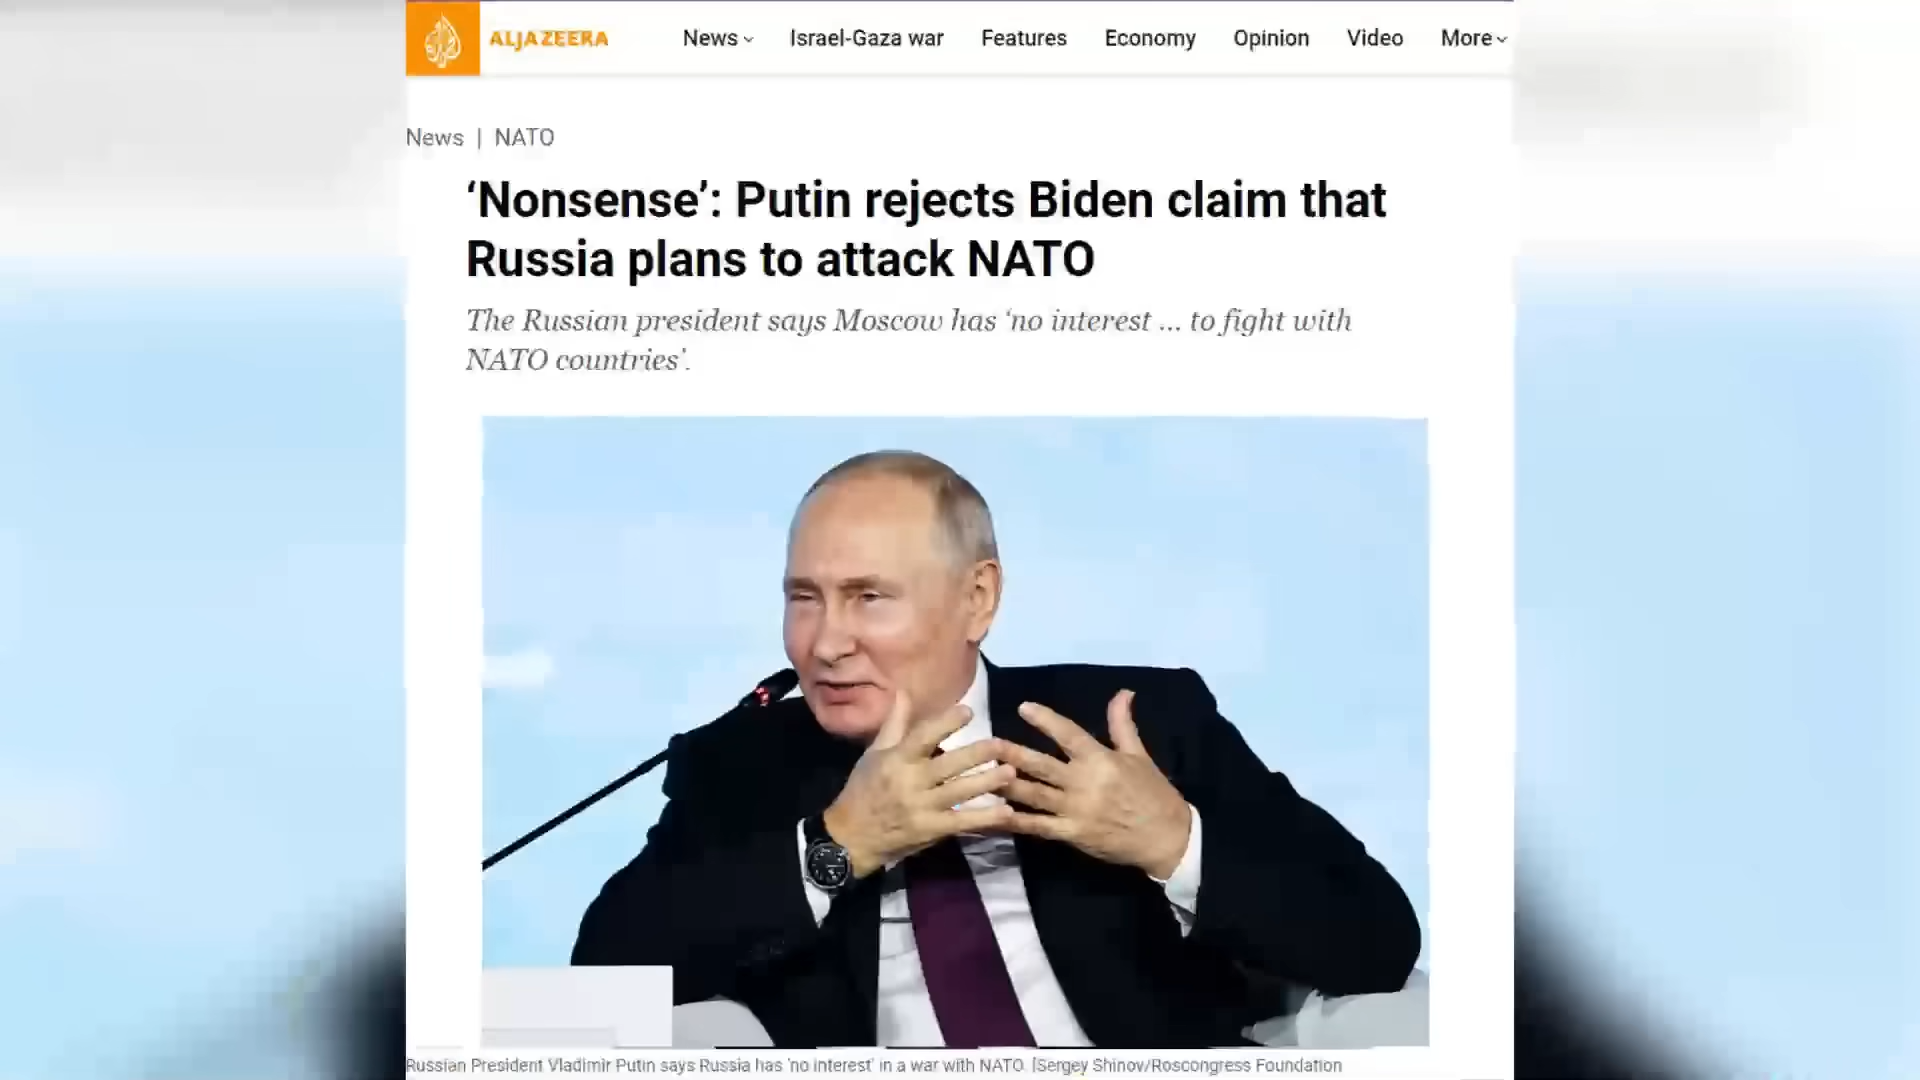 ALJAZEERA
News Israel-Gaza war Features Economy Opinion Video More
News | NATO
‘Nonsense’: Putin rejects Biden claim that
Russia plans to attack NATO
The Russian president says Moscow has ‘no interest ... to fight with
NATO countries’.
Russian President Vladimir Putin says Russia has 'no interest' in a war with NATO [Sergey Shinov/Roscongress Foundation